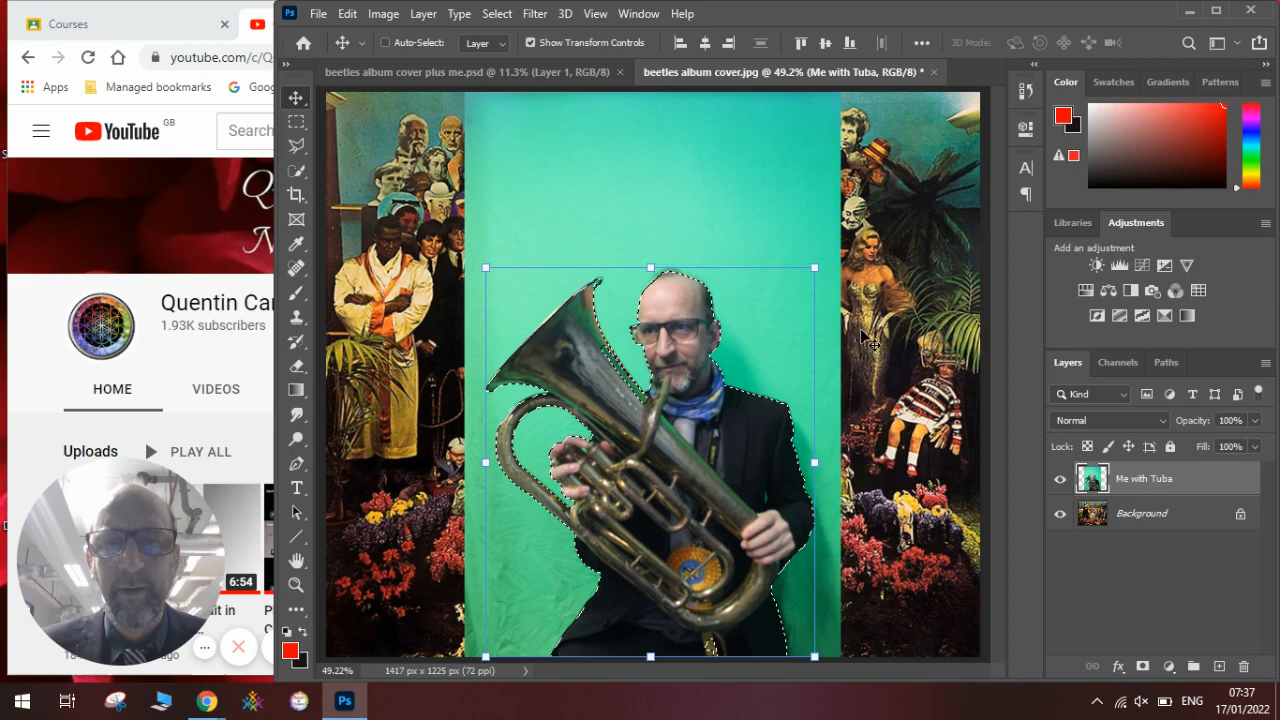 Courses
youtube.com/c/Q
Apps
Managed bookmarks
Goog
YouTube GB
Search
Quentin Car
1.93K subscribers
HOME
VIDEOS
Uploads
PLAY ALL
6:54
Ps
File Edit Image Layer Type Select Filter 3D View Window Help
Auto-Select: Layer Show Transform Controls 3D Mode:
beetles album cover plus me.psd @ 11.3% (Layer 1, RGB/8) ×
beetles album cover.jpg @ 49.2% (Me with Tuba, RGB/8) * ×
49.22%
1417 px x 1225 px (72 ppi)
Color
Swatches
Gradients
Patterns
Libraries
Adjustments
Add an adjustment
Layers
Channels
Paths
Kind
Normal
Opacity: 100%
Lock:
Fill: 100%
Me with Tuba
Background
fx
Ps
ENG
07:37
17/01/2022